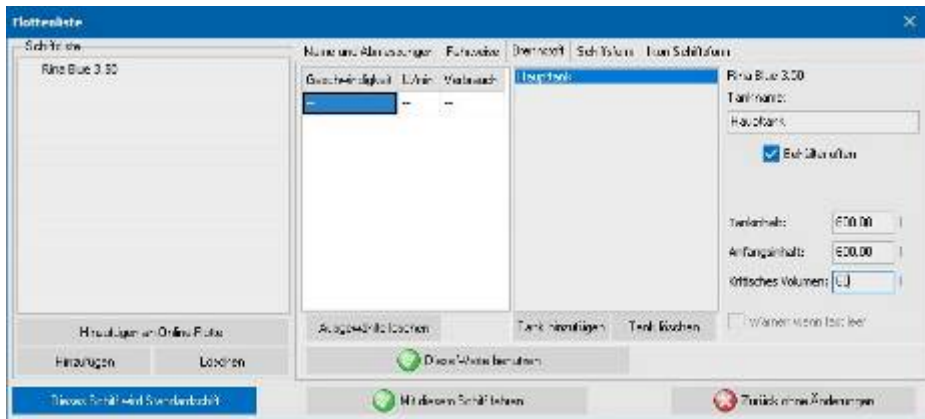 Flottenliste
Schiffsliste
Rina Blue 3.50
Hinzufügen an Online-Flotte
Hinzufügen
Löschen
Dieses Schiff wird Standardschiff
Name und Abmessungen
Fahrweise
Brennstoff
Schiffsform
Icon Schiffsform
Geschwindigkeit
U/min
Verbrauch
--
--
--
Ausgewählte löschen
Haupttank
Tank hinzufügen
Tank löschen
Diese Werte benutzen
Mit diesem Schiff fahren
Rina Blue 3.50
Tankname:
Haupttank
Behälter offen
Tankinhalt:
600.00
l
Anfangsinhalt:
600.00
l
Kritisches Volumen:
l
Warnen wenn fast leer
Zurück ohne Änderungen